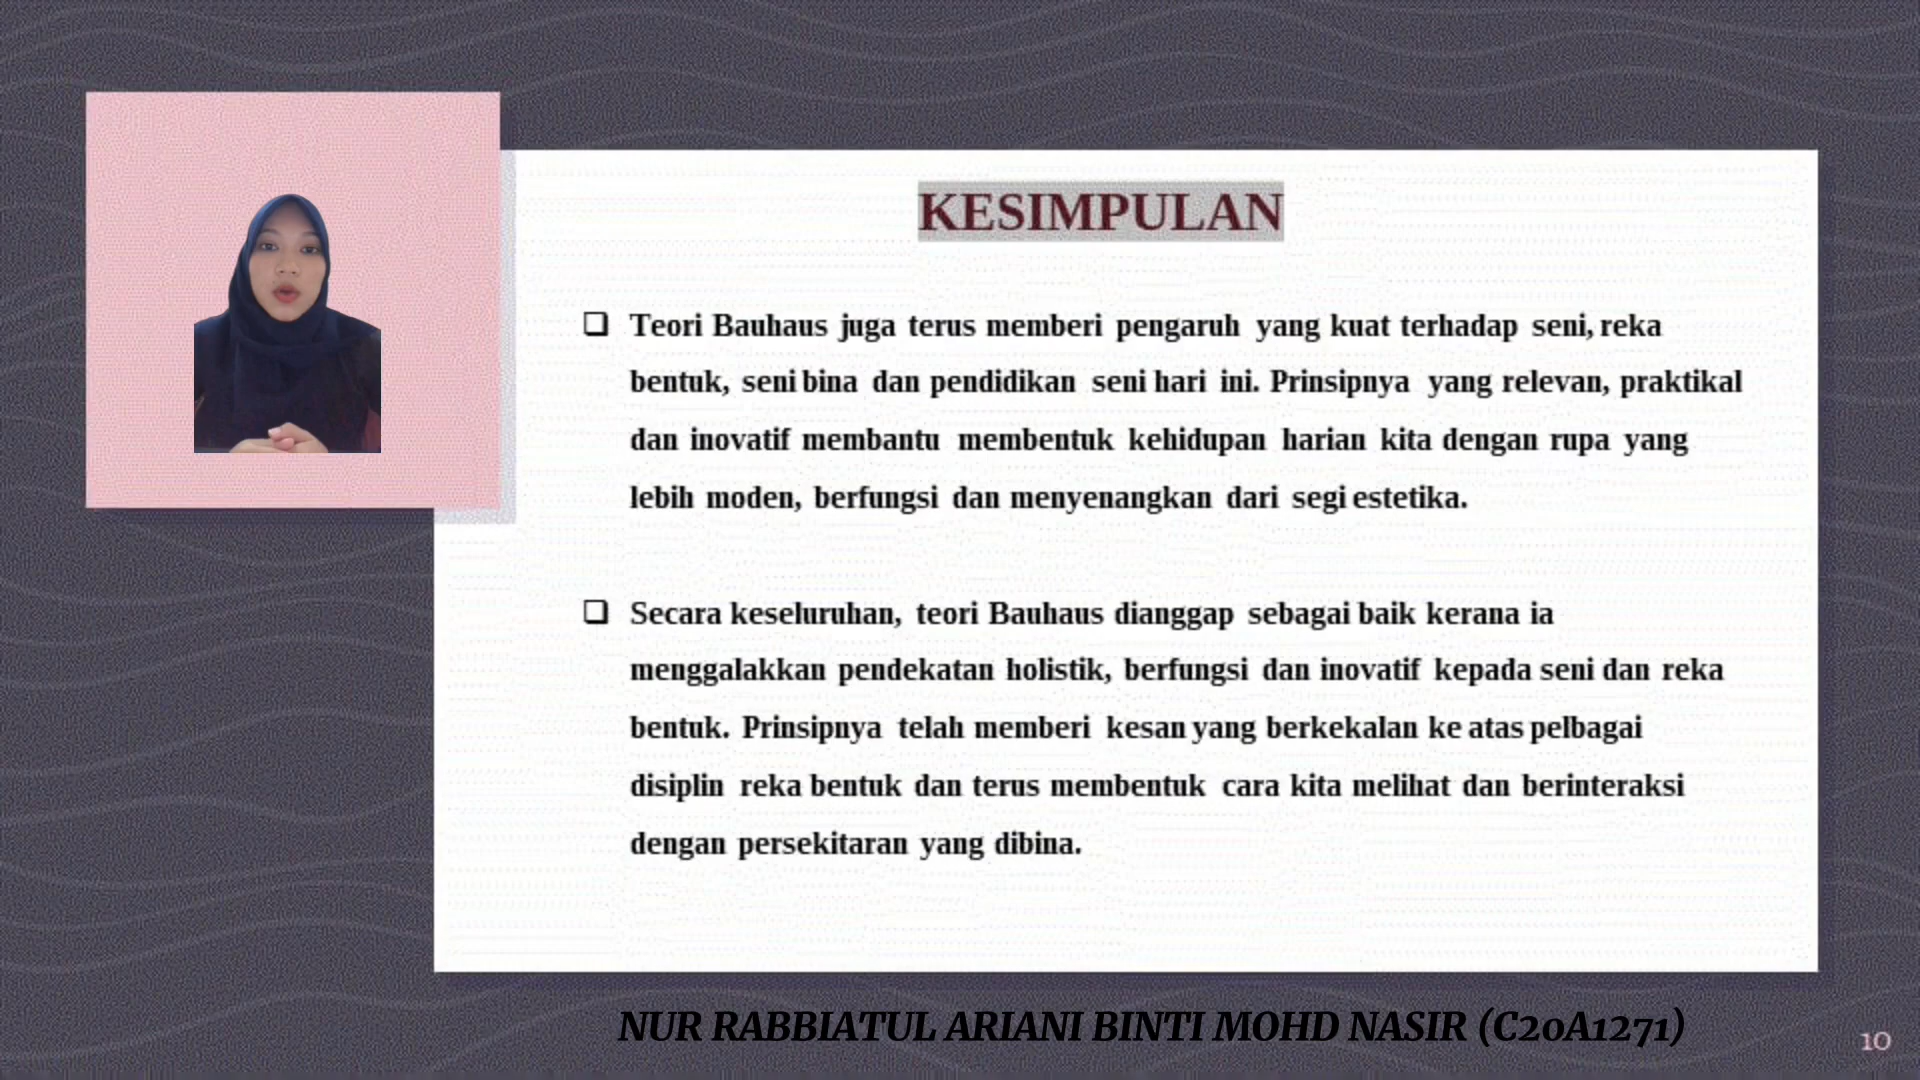 KESIMPULAN
❑ Teori Bauhaus juga terus memberi pengaruh yang kuat terhadap seni, reka
bentuk, seni bina dan pendidikan seni hari ini. Prinsipnya yang relevan, praktikal
dan inovatif membantu membentuk kehidupan harian kita dengan rupa yang
lebih moden, berfungsi dan menyenangkan dari segi estetika.
❑ Secara keseluruhan, teori Bauhaus dianggap sebagai baik kerana ia
menggalakkan pendekatan holistik, berfungsi dan inovatif kepada seni dan reka
bentuk. Prinsipnya telah memberi kesan yang berkekalan ke atas pelbagai
disiplin reka bentuk dan terus membentuk cara kita melihat dan berinteraksi
dengan persekitaran yang dibina.
NUR RABBIATUL ARIANI BINTI MOHD NASIR (C20A1271)
10